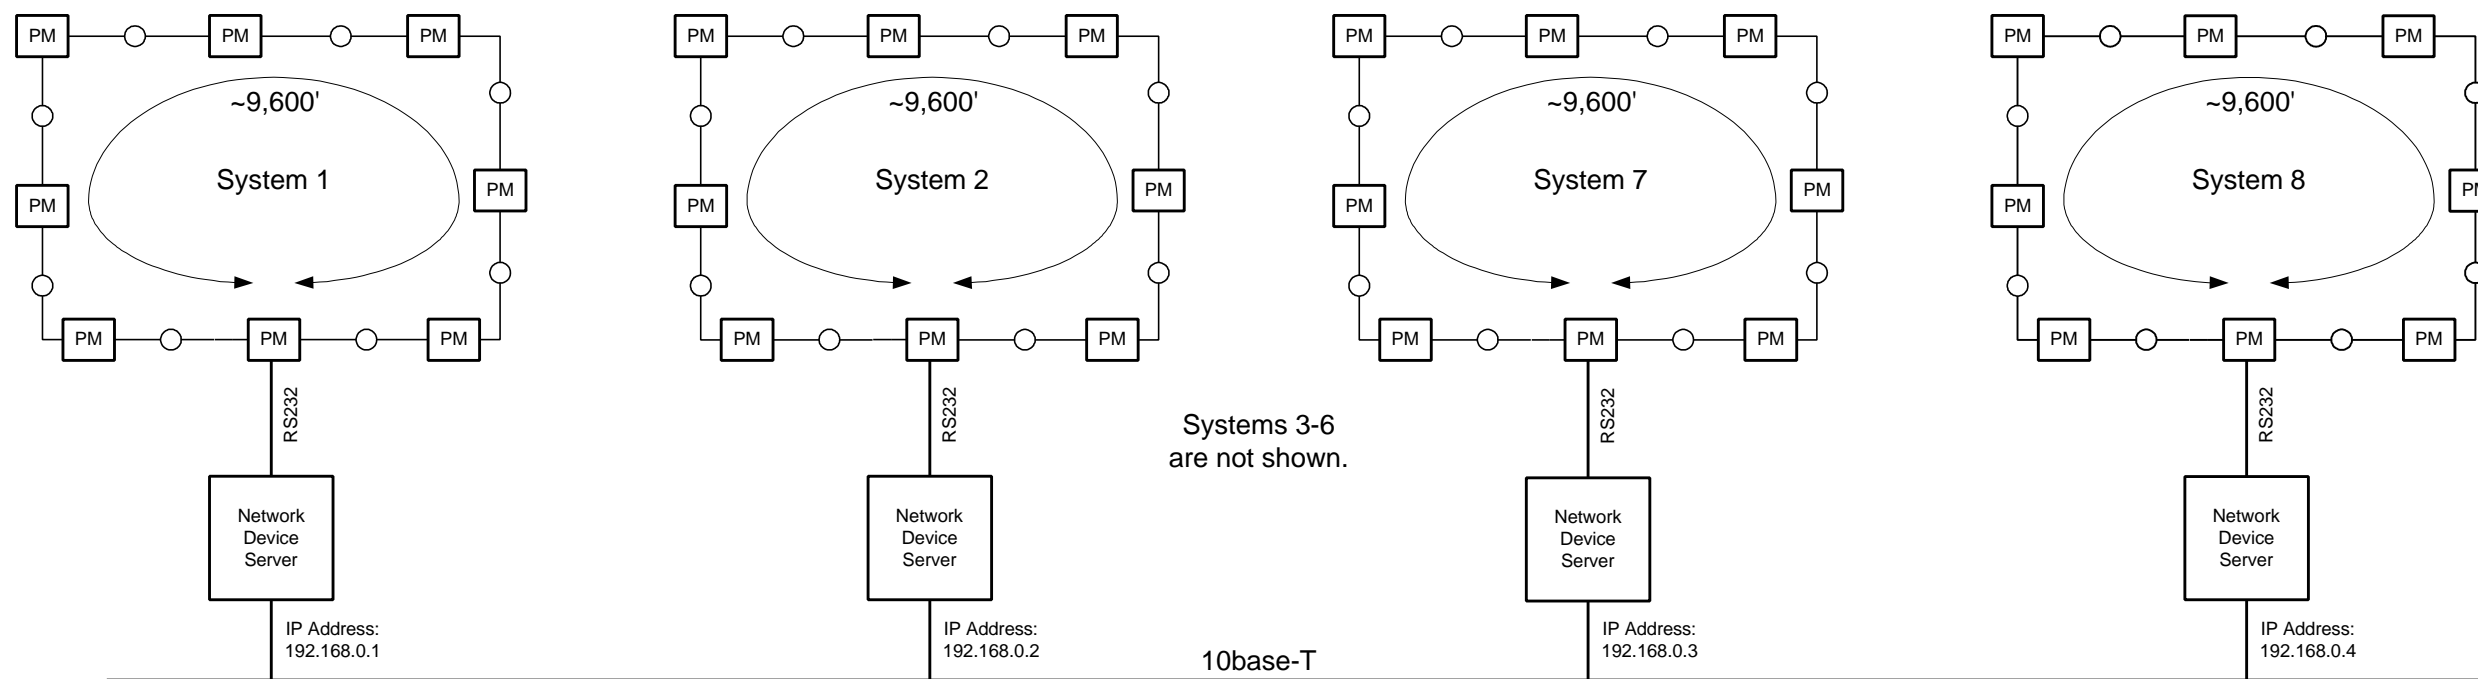 PM
PM
PM
PM
PM
PM
PM
PM
~9,600'
System 1
RS232
Network
Device
Server
IP Address:
192.168.0.1
PM
PM
PM
PM
PM
PM
PM
PM
~9,600'
System 2
RS232
Network
Device
Server
IP Address:
192.168.0.2
Systems 3-6
are not shown.
10base-T
PM
PM
PM
PM
PM
PM
PM
PM
~9,600'
System 7
RS232
Network
Device
Server
IP Address:
192.168.0.3
PM
PM
PM
PM
PM
PM
PM
~9,600'
System 8
RS232
Network
Device
Server
IP Address:
192.168.0.4